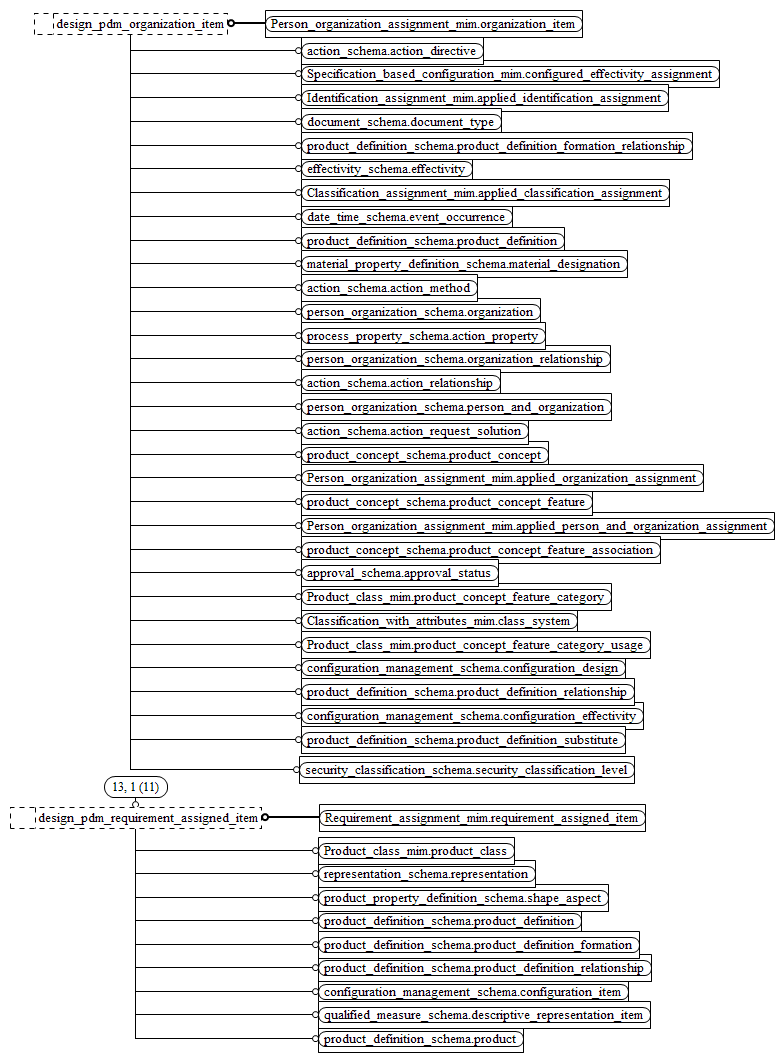 design_pdm_organization_item
Person_organization_assignment_mim.organization_item
action_schema.action_directive
Specification_based_configuration_mim.configured_effectivity_assignment
Identification_assignment_mim.applied_identification_assignment
document_schema.document_type
product_definition_schema.product_definition_formation_relationship
effectivity_schema.effectivity
Classification_assignment_mim.applied_classification_assignment
date_time_schema.event_occurrence
product_definition_schema.product_definition
material_property_definition_schema.material_designation
action_schema.action_method
person_organization_schema.organization
process_property_schema.action_property
person_organization_schema.organization_relationship
action_schema.action_relationship
person_organization_schema.person_and_organization
action_schema.action_request_solution
product_concept_schema.product_concept
Person_organization_assignment_mim.applied_organization_assignment
product_concept_schema.product_concept_feature
Person_organization_assignment_mim.applied_person_and_organization_assignment
product_concept_schema.product_concept_feature_association
approval_schema.approval_status
Product_class_mim.product_concept_feature_category
Classification_with_attributes_mim.class_system
Product_class_mim.product_concept_feature_category_usage
configuration_management_schema.configuration_design
product_definition_schema.product_definition_relationship
configuration_management_schema.configuration_effectivity
product_definition_schema.product_definition_substitute
security_classification_schema.security_classification_level
13, 1 (11)
design_pdm_requirement_assigned_item
Requirement_assignment_mim.requirement_assigned_item
Product_class_mim.product_class
representation_schema.representation
product_property_definition_schema.shape_aspect
product_definition_schema.product_definition
product_definition_schema.product_definition_formation
product_definition_schema.product_definition_relationship
configuration_management_schema.configuration_item
qualified_measure_schema.descriptive_representation_item
product_definition_schema.product